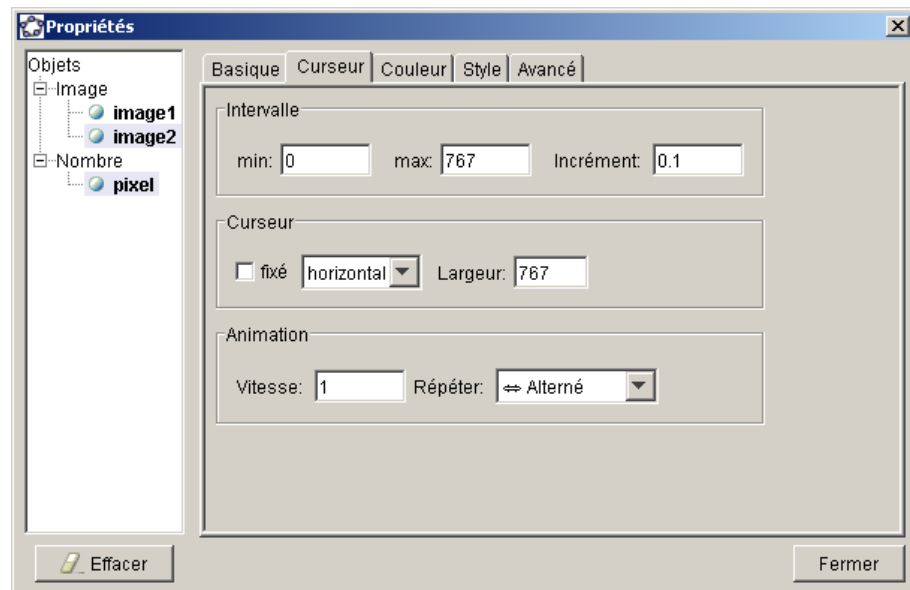 Propriétés
Objets
Image
image1
image2
Nombre
pixel
Basique Curseur Couleur Style Avancé
Intervalle
min: 0 max: 767 Incrément: 0.1
Curseur
fixé horizontal Largeur: 767
Animation
Vitesse: 1 Répéter: ⇔ Alterné
Effacer Fermer